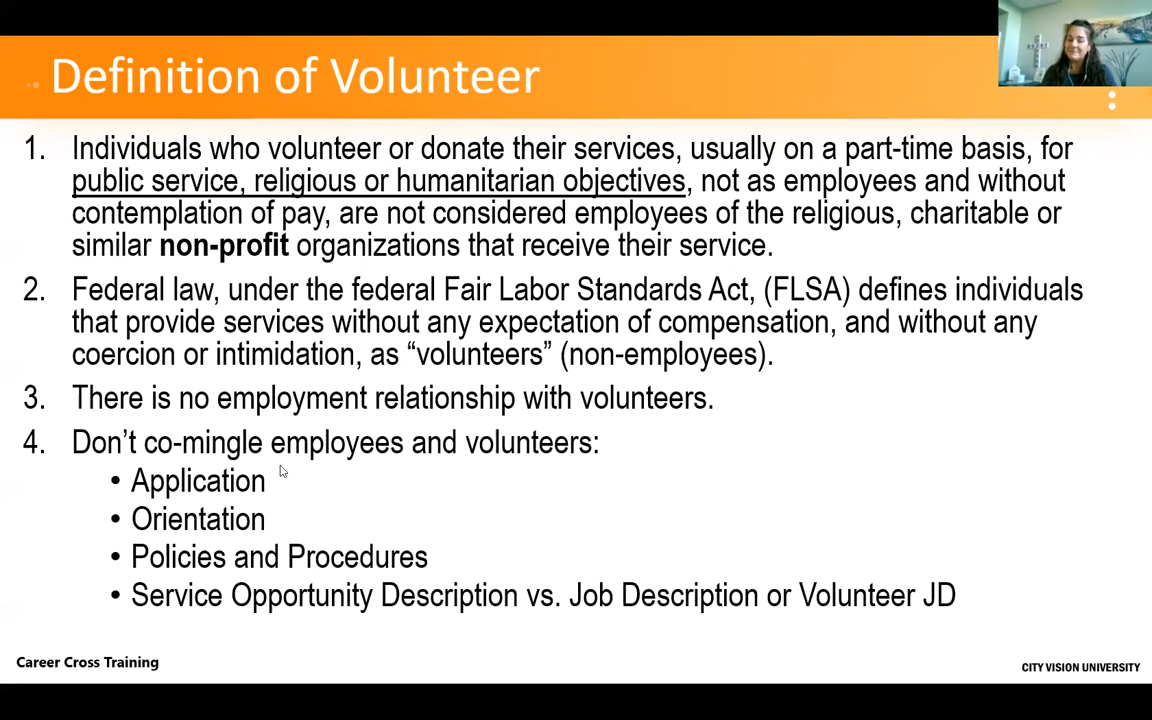 Definition of Volunteer
1. Individuals who volunteer or donate their services, usually on a part-time basis, for
public service, religious or humanitarian objectives, not as employees and without
contemplation of pay, are not considered employees of the religious, charitable or
similar non-profit organizations that receive their service.
2. Federal law, under the federal Fair Labor Standards Act, (FLSA) defines individuals
that provide services without any expectation of compensation, and without any
coercion or intimidation, as “volunteers” (non-employees).
3. There is no employment relationship with volunteers.
4. Don’t co-mingle employees and volunteers:
• Application
• Orientation
• Policies and Procedures
• Service Opportunity Description vs. Job Description or Volunteer JD
Career Cross Training
CITY VISION UNIVERSITY